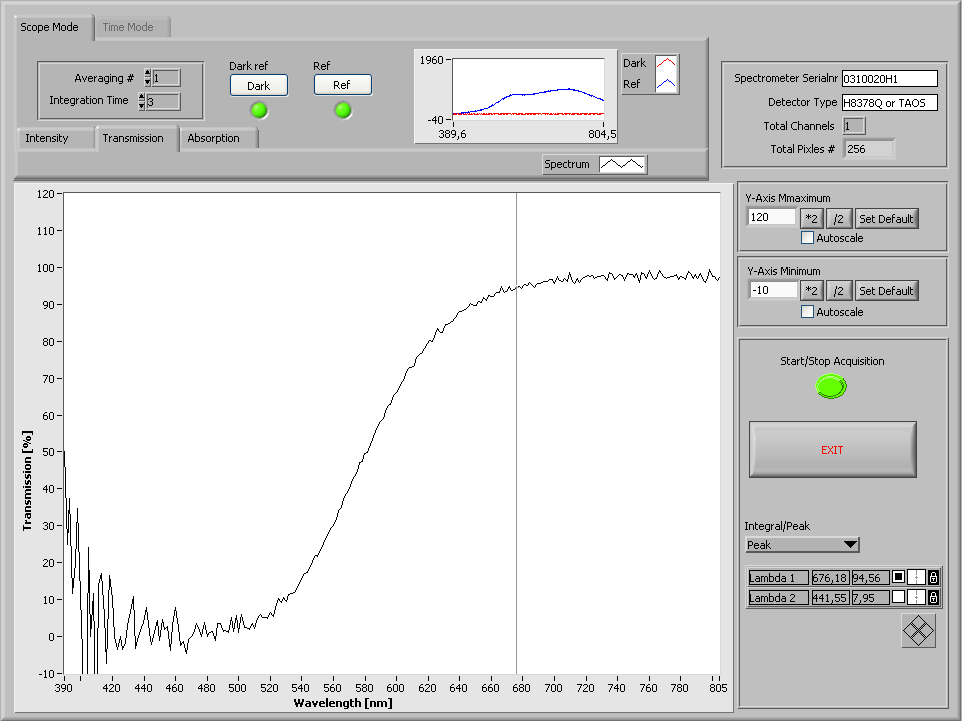 Scope Mode
Time Mode
Averaging # 1
Integration Time 3
Dark ref
Dark
Ref
Ref
1960
-40
389,6
804,5
Dark
Ref
Spectrometer Serialnr 0310020H1
Detector Type H8378Q or TAOS
Total Channels 1
Total Pixles # 256
Intensity
Transmission
Absorption
Spectrum
Y-Axis Mmaximum
120 *2 /2 Set Default
Autoscale
Y-Axis Minimum
-10 *2 /2 Set Default
Autoscale
Start/Stop Acquisition
EXIT
Integral/Peak
Peak
Lambda 1 676,18 94,56
Lambda 2 441,55 7,95
Transmission [%]
120
110
100
90
80
70
60
50
40
30
20
10
0
-10
390 420 440 460 480 500 520 540 560 580 600 620 640 660 680 700 720 740 760 780 805
Wavelength [nm]